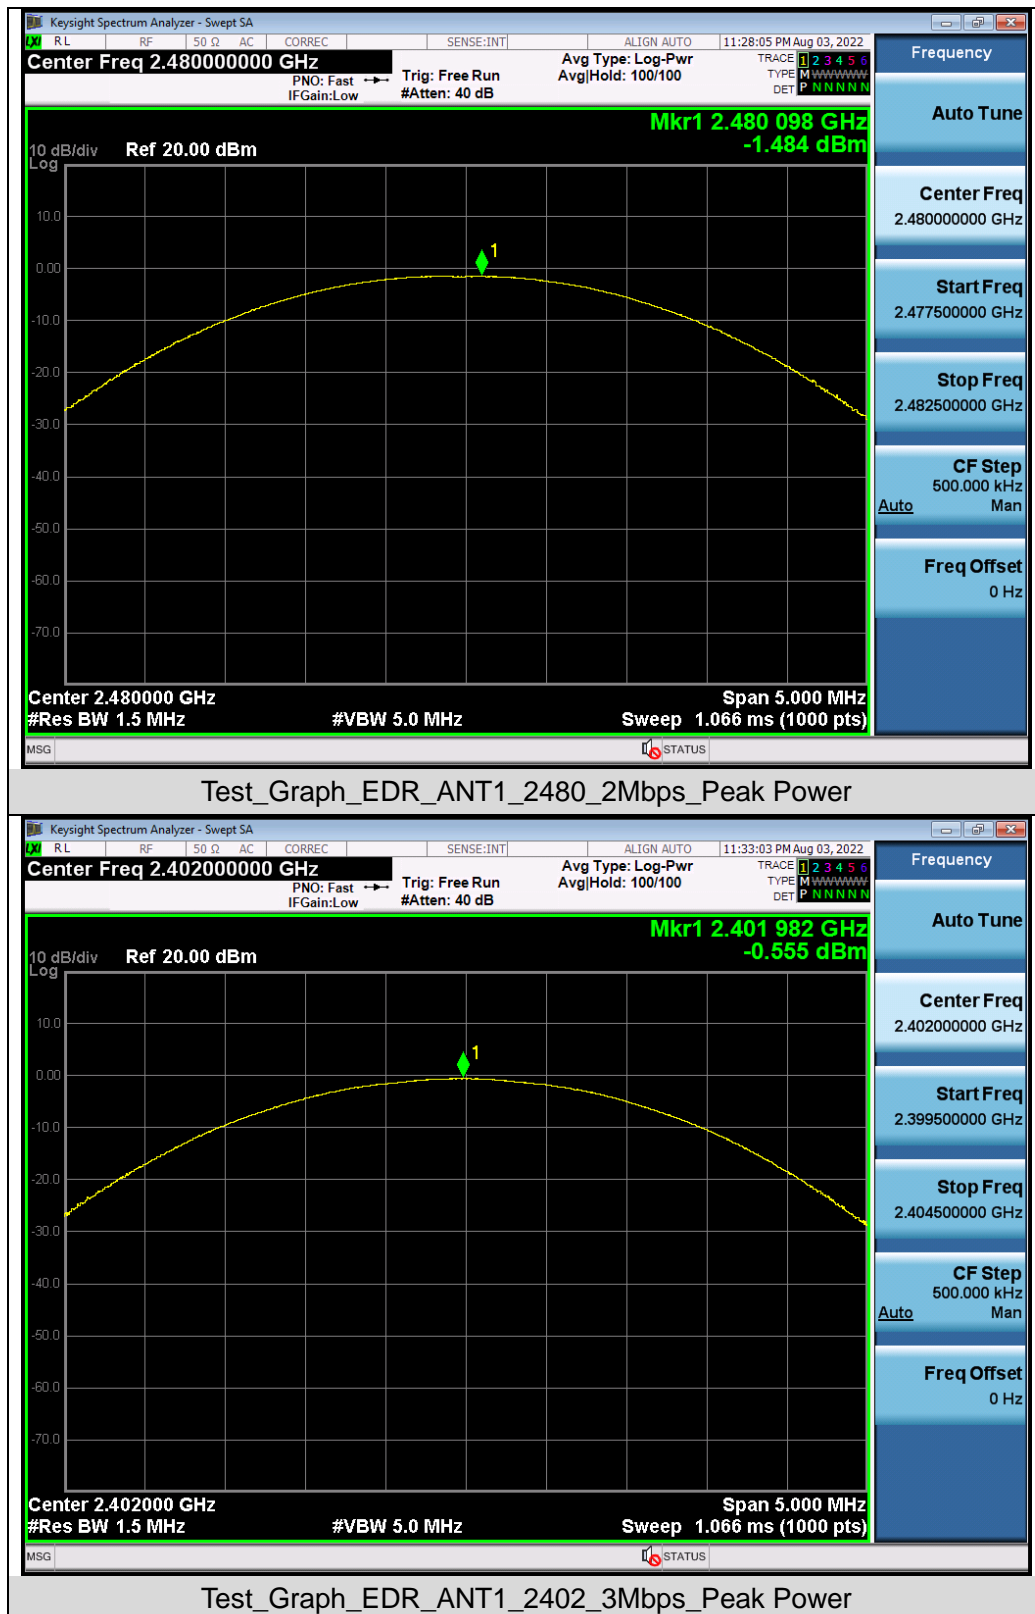 Keysight Spectrum Analyzer - Swept SA
LXI RL RF 50 Ω AC CORREC SENSE:INT ALIGN AUTO 11:28:05 PM Aug 03, 2022
Center Freq 2.480000000 GHz
PNO: Fast
IFGain:Low
Trig: Free Run
#Atten: 40 dB
Avg Type: Log-Pwr
Avg|Hold: 100/100
TRACE 1 2 3 4 5 6
TYPE M WWWWW
DET P N N N N N
Mkr1 2.480 098 GHz
-1.484 dBm
10 dB/div Ref 20.00 dBm
Log
10.0
1
0.00
-10.0
-20.0
-30.0
-40.0
-50.0
-60.0
-70.0
Center 2.480000 GHz Span 5.000 MHz
#Res BW 1.5 MHz #VBW 5.0 MHz Sweep 1.066 ms (1000 pts)
MSG STATUS
Frequency
Auto Tune
Center Freq
2.480000000 GHz
Start Freq
2.477500000 GHz
Stop Freq
2.482500000 GHz
CF Step
500.000 kHz
Auto Man
Freq Offset
0 Hz
Test_Graph_EDR_ANT1_2480_2Mbps_Peak Power
Keysight Spectrum Analyzer - Swept SA
LXI RL RF 50 Ω AC CORREC SENSE:INT ALIGN AUTO 11:33:03 PM Aug 03, 2022
Center Freq 2.402000000 GHz
PNO: Fast
IFGain:Low
Trig: Free Run
#Atten: 40 dB
Avg Type: Log-Pwr
Avg|Hold: 100/100
TRACE 1 2 3 4 5 6
TYPE M WWWWW
DET P N N N N N
Mkr1 2.401 982 GHz
-0.555 dBm
10 dB/div Ref 20.00 dBm
Log
10.0
1
0.00
-10.0
-20.0
-30.0
-40.0
-50.0
-60.0
-70.0
Center 2.402000 GHz Span 5.000 MHz
#Res BW 1.5 MHz #VBW 5.0 MHz Sweep 1.066 ms (1000 pts)
MSG STATUS
Frequency
Auto Tune
Center Freq
2.402000000 GHz
Start Freq
2.399500000 GHz
Stop Freq
2.404500000 GHz
CF Step
500.000 kHz
Auto Man
Freq Offset
0 Hz
Test_Graph_EDR_ANT1_2402_3Mbps_Peak Power